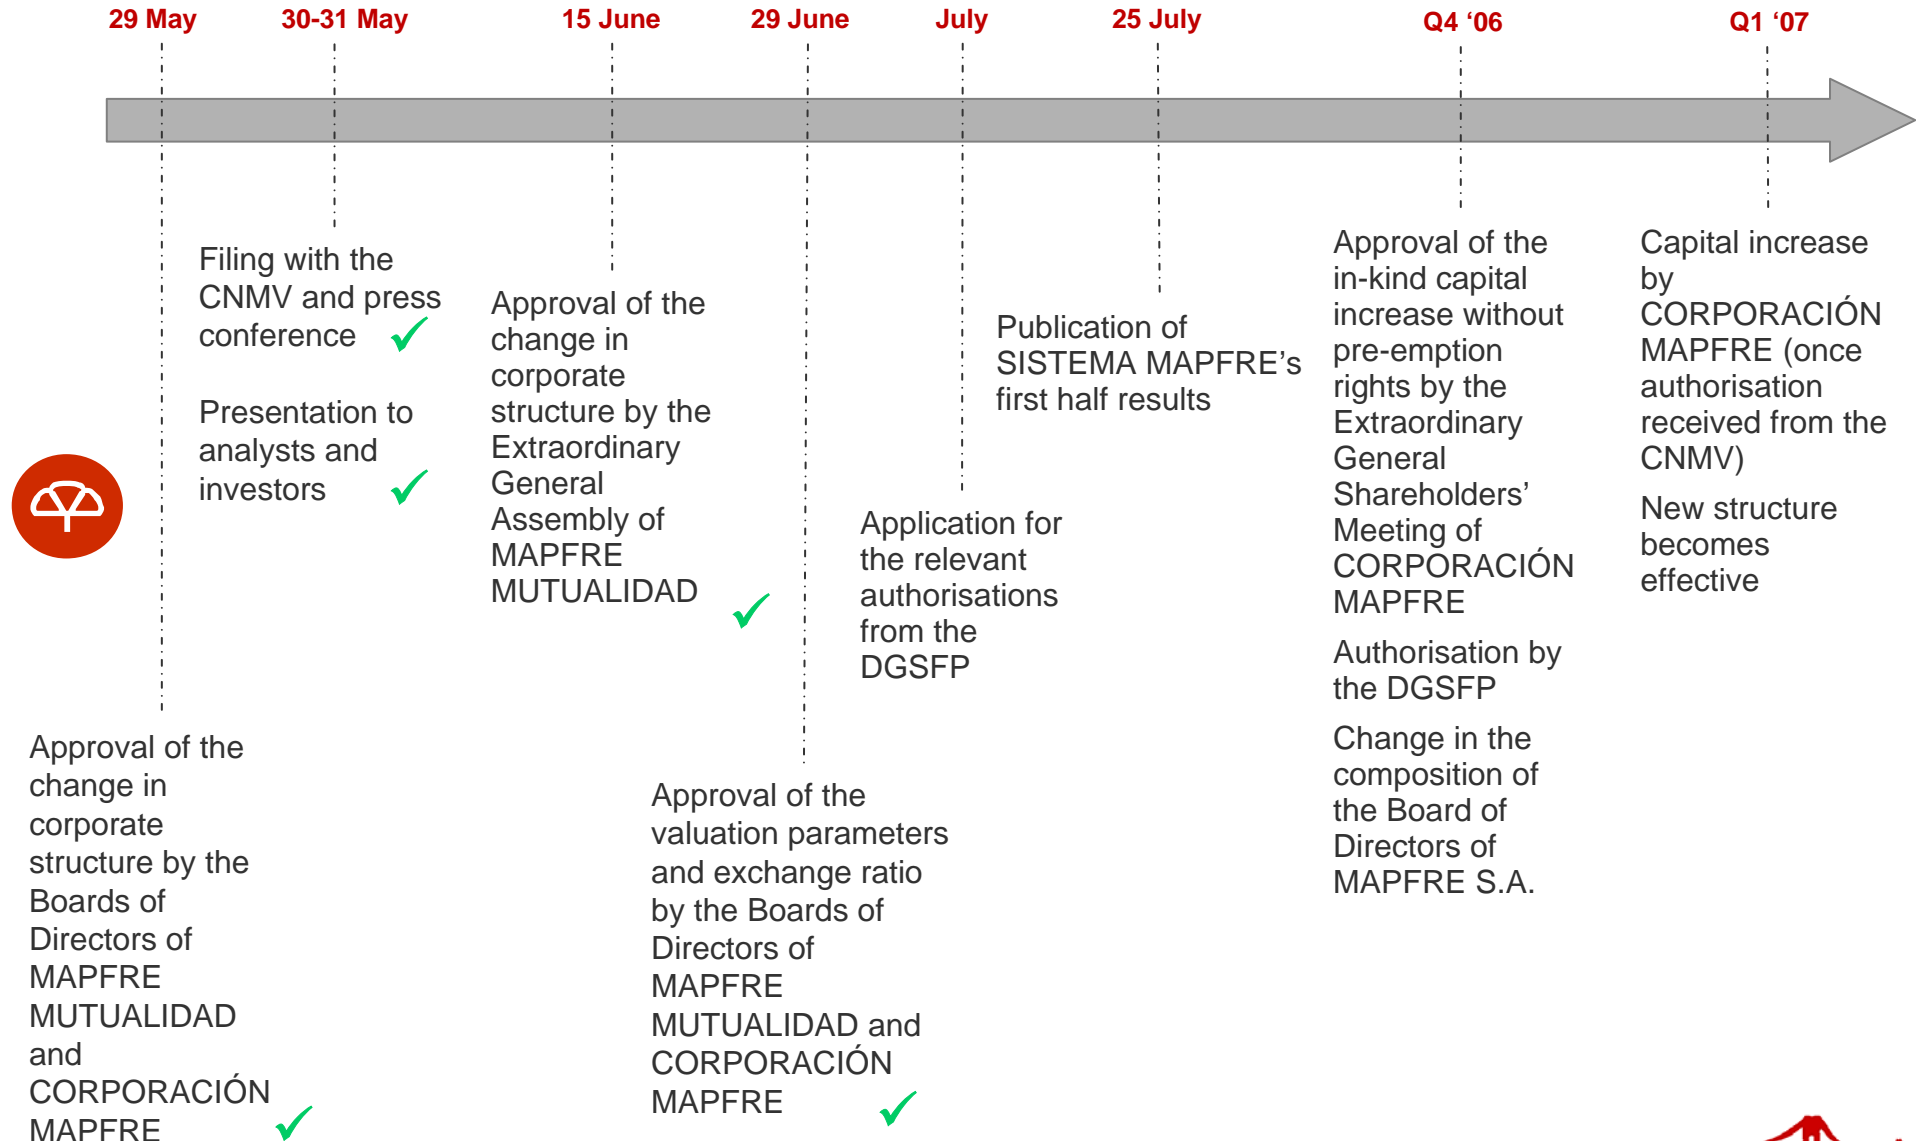 29 May
30-31 May
15 June
29 June
July
25 July
Q4 ‘06
Q1 ‘07
Filing with the
CNMV and press
conference
Presentation to
analysts and
investors
Approval of the
change in
corporate
structure by the
Boards of
Directors of
MAPFRE
MUTUALIDAD
and
CORPORACIÓN
MAPFRE
Approval of the
change in
corporate
structure by the
Extraordinary
General
Assembly of
MAPFRE
MUTUALIDAD
Approval of the
valuation parameters
and exchange ratio
by the Boards of
Directors of
MAPFRE
MUTUALIDAD and
CORPORACIÓN
MAPFRE
Application for
the relevant
authorisations
from the
DGSFP
Publication of
SISTEMA MAPFRE’s
first half results
Approval of the
in-kind capital
increase without
pre-emption
rights by the
Extraordinary
General
Shareholders’
Meeting of
CORPORACIÓN
MAPFRE
Authorisation by
the DGSFP
Change in the
composition of
the Board of
Directors of
MAPFRE S.A.
Capital increase
by
CORPORACIÓN
MAPFRE (once
authorisation
received from the
CNMV)
New structure
becomes
effective